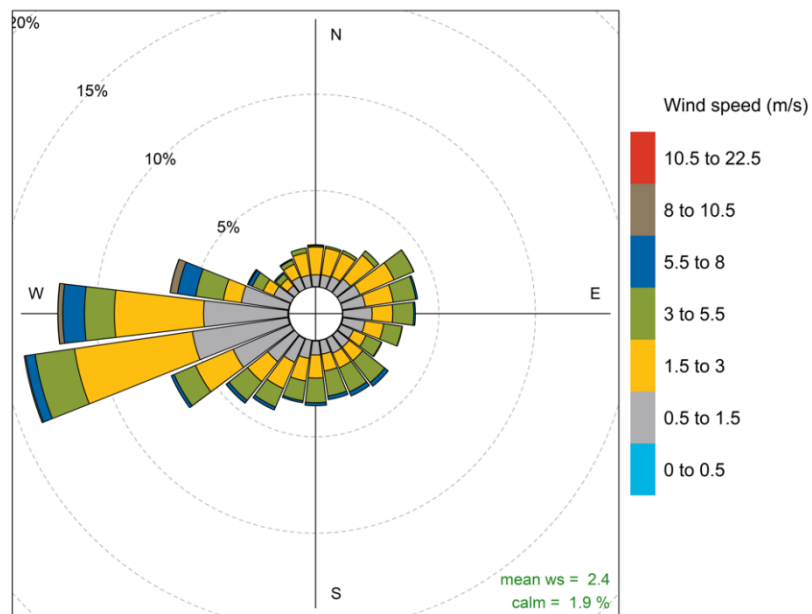 20%
N
15%
10%
5%
W
E
S
mean ws = 2.4
calm = 1.9 %
Wind speed (m/s)
10.5 to 22.5
8 to 10.5
5.5 to 8
3 to 5.5
1.5 to 3
0.5 to 1.5
0 to 0.5